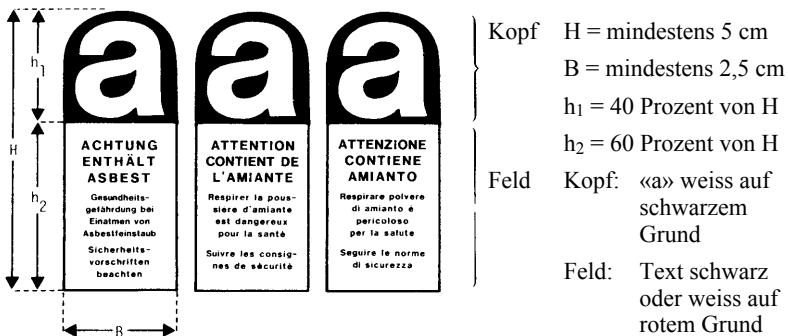 a
ACHTUNG
ENTHÄLT
ASBEST
Gesundheits-
gefährdung bei
Einatmen von
Asbestfeinstaub
Sicherheits-
vorschriften
beachten
a
ATTENTION
CONTIENT DE
L'AMIANTE
Respirer la pous-
siere d'amiante
est dangereux
pour la santé
Suivre les consig-
nes de sécurité
a
ATTENZIONE
CONTIENE
AMIANTO
Respirare polvere
di amianto è
pericoloso
per la salute
Seguire le norme
di sicurezza
H
h1
h2
B
Kopf
H = mindestens 5 cm
B = mindestens 2,5 cm
h1 = 40 Prozent von H
h2 = 60 Prozent von H
Feld
Kopf: «a» weiss auf
schwarzem
Grund
Feld: Text schwarz
oder weiss auf
rotem Grund